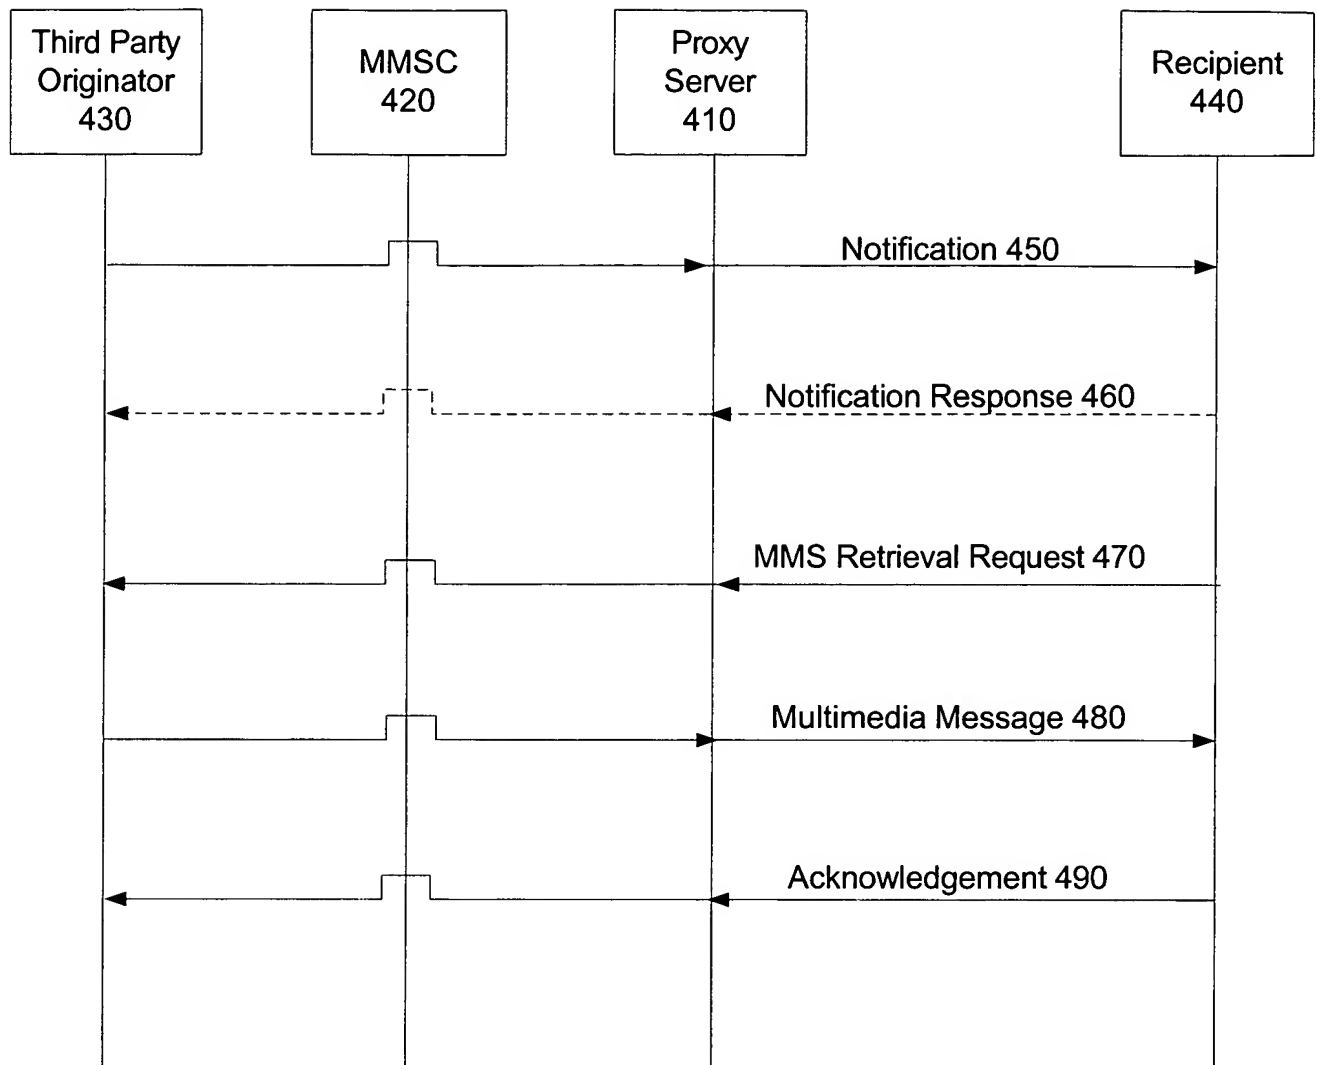 Third Party
Originator
430
MMSC
420
Proxy
Server
410
Recipient
440
Notification 450
Notification Response 460
MMS Retrieval Request 470
Multimedia Message 480
Acknowledgement 490